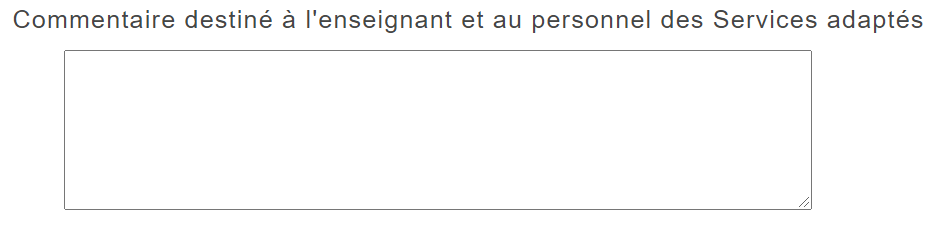 Commentaire destiné à l'enseignant et au personnel des Services adaptés